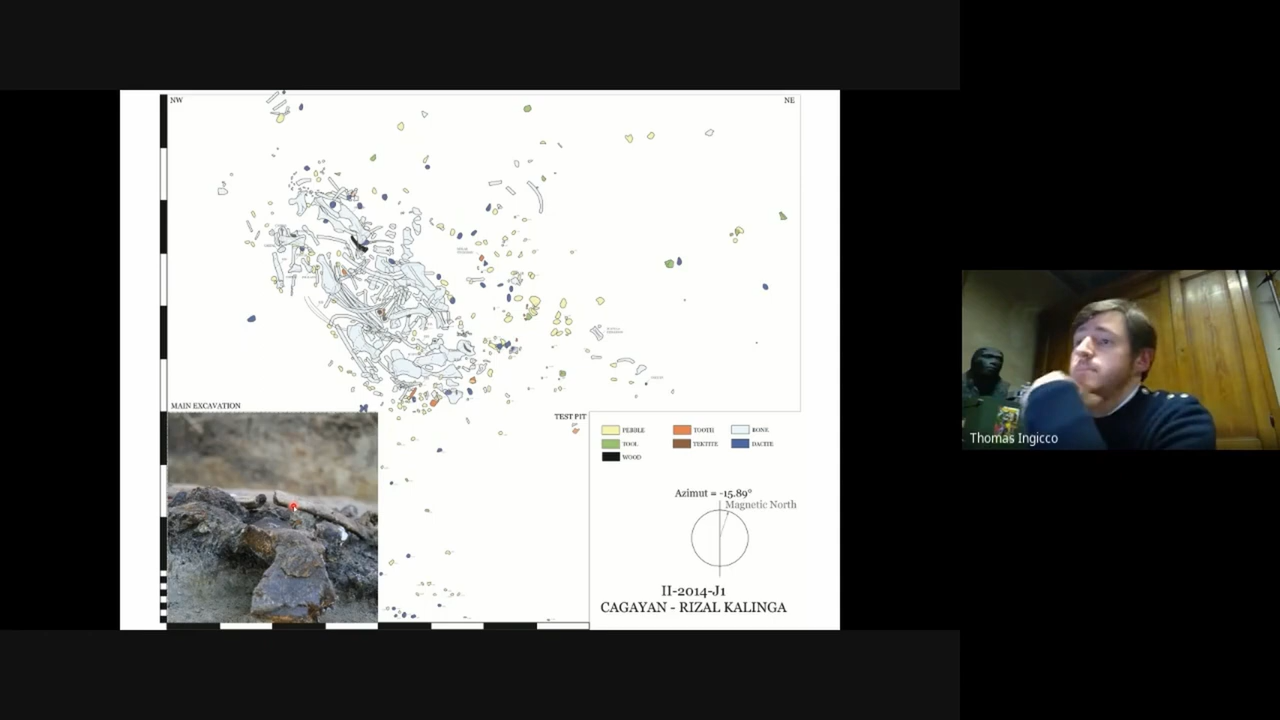 NW
NE
MAIN EXCAVATION
TEST PIT
PEBBLE
TOOTH
BONE
TOOL
TEKTITE
DACITE
WOOD
Azimut = -15.89°
Magnetic North
II-2014-J1
CAGAYAN - RIZAL KALINGA
Thomas Ingicco